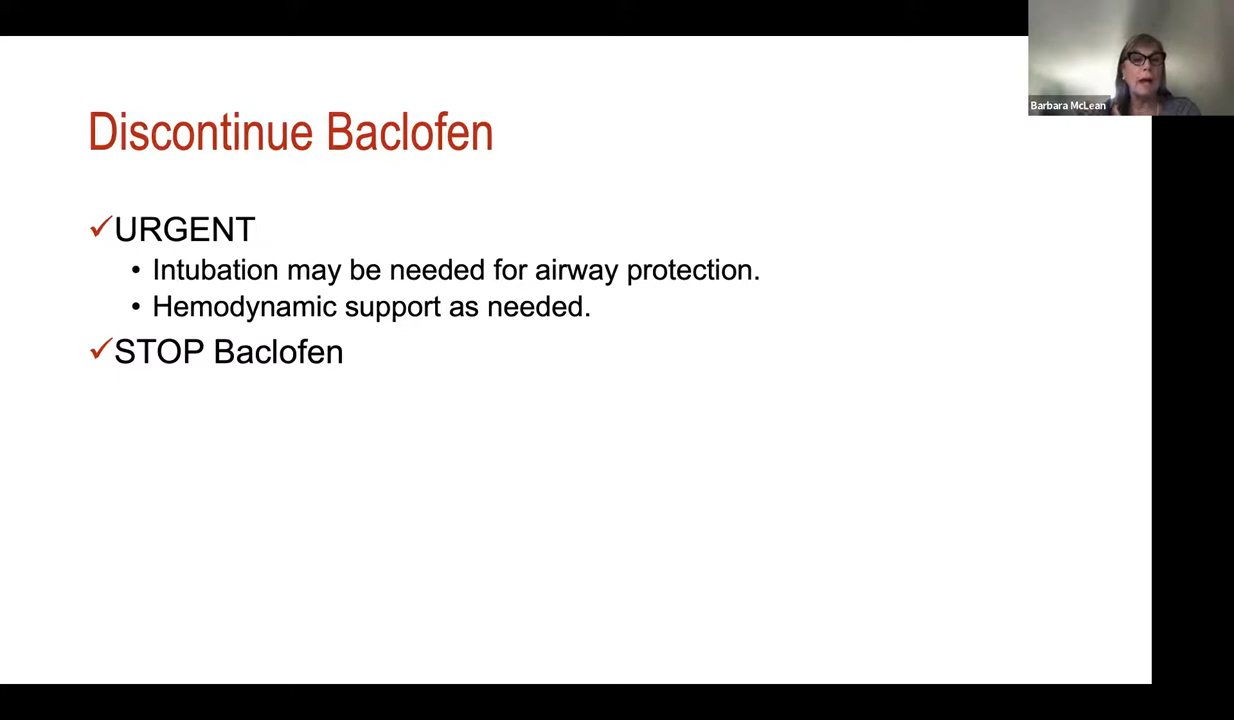 Discontinue Baclofen
✓URGENT
• Intubation may be needed for airway protection.
• Hemodynamic support as needed.
✓STOP Baclofen
Barbara McLean